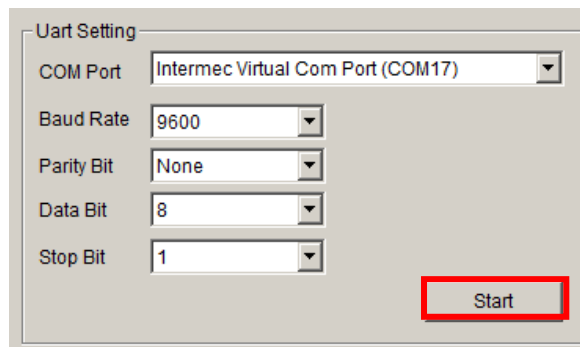 Uart Setting
COM Port Intermec Virtual Com Port (COM17)
Baud Rate 9600
Parity Bit None
Data Bit 8
Stop Bit 1
Start